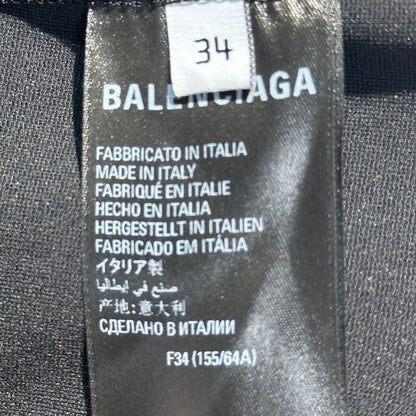 34
BALENCIAGA
FABBRICATO IN ITALIA
MADE IN ITALY
FABRIQUÉ EN ITALIE
HECHO EN ITALIA
HERGESTELLT IN ITALIEN
FABRICADO EM ITÁLIA
イタリア製
صنع في إيطاليا
产地:意大利
СДЕЛАНО В ИТАЛИИ
F34 (155/64A)